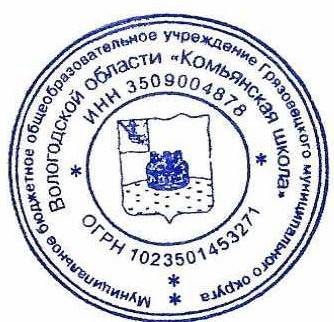 Муниципальное бюджетное общеобразовательное учреждение Грязовецкого муниципального округа
Вологодской области «Комьянская школа»
ИНН 3509004878
ОГРН 1023501453271